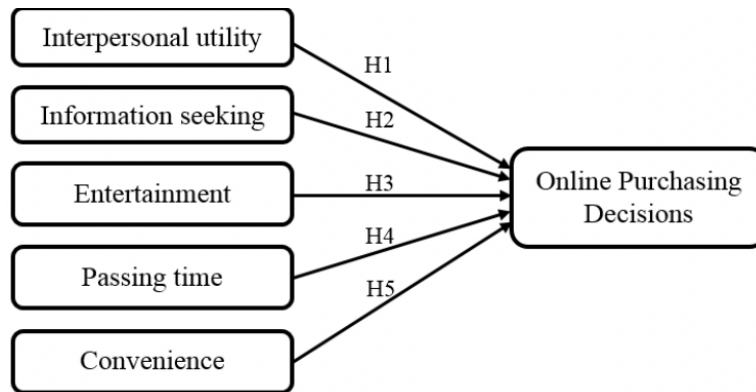 Interpersonal utility
H1
Information seeking
H2
Entertainment
H3
Online Purchasing
Decisions
H4
Passing time
H5
Convenience